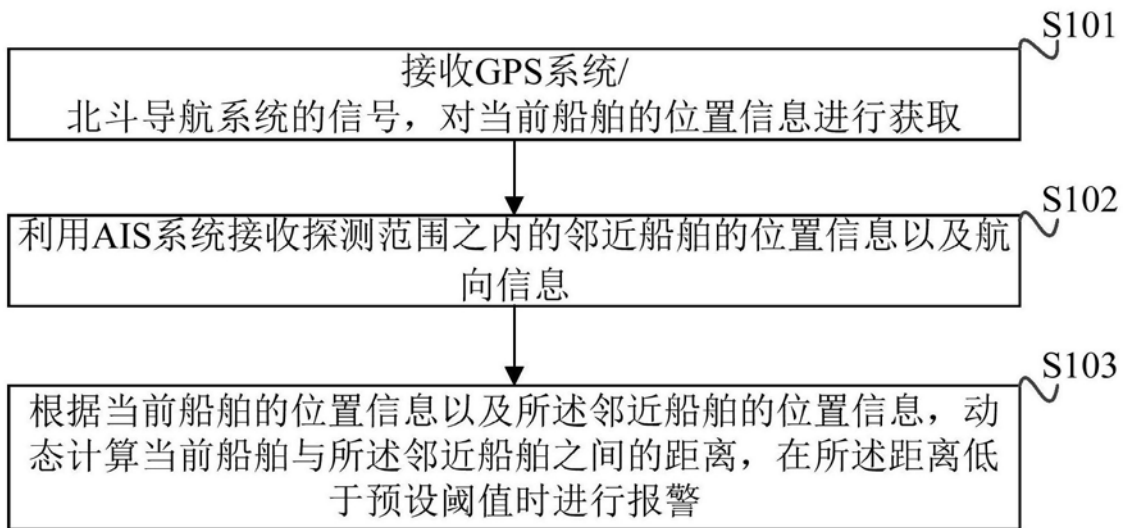 S101
接收GPS系统/
北斗导航系统的信号，对当前船舶的位置信息进行获取
S102
利用AIS系统接收探测范围之内的邻近船舶的位置信息以及航
向信息
S103
根据当前船舶的位置信息以及所述邻近船舶的位置信息，动
态计算当前船舶与所述邻近船舶之间的距离，在所述距离低
于预设阈值时进行报警